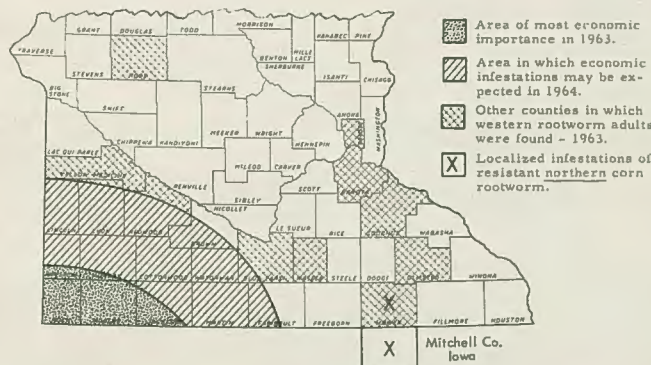 Area of most economic
importance in 1963.
Area in which economic
infestations may be ex-
pected in 1964.
Other counties in which
western rootworm adults
were found - 1963.
X
Localized infestations of
resistant northern corn
rootworm.
TRAVERSE
GRANT
DOUGLAS
TODD
MORRISON
BENTON
MILLE
LACS
KANABEC
PINE
SHERBURNE
ISANTI
CHISAGO
BIG
STONE
STEVENS
POPE
STEARNS
SWIFT
ANOKA
WASHINGTON
LAC QUI PARLE
CHIPPEWA
KANDIYOHI
MEEKER
WRIGHT
HENNEPIN
MCLEOD
CARVER
YELLOW MEDICINE
RENVILLE
SIBLEY
SCOTT
DAKOTA
NICOLLET
LE SUEUR
RICE
GOODHUE
WABASHA
LINCOLN
LYON
REDWOOD
BROWN
COTTONWOOD
WATONWAN
BLUE EARTH
WASECA
STEELE
DODGE
OLMSTED
WINONA
MARTIN
FARIBAULT
FREEBORN
X
MOWER
FILLMORE
HOUSTON
X
Mitchell Co.
Iowa